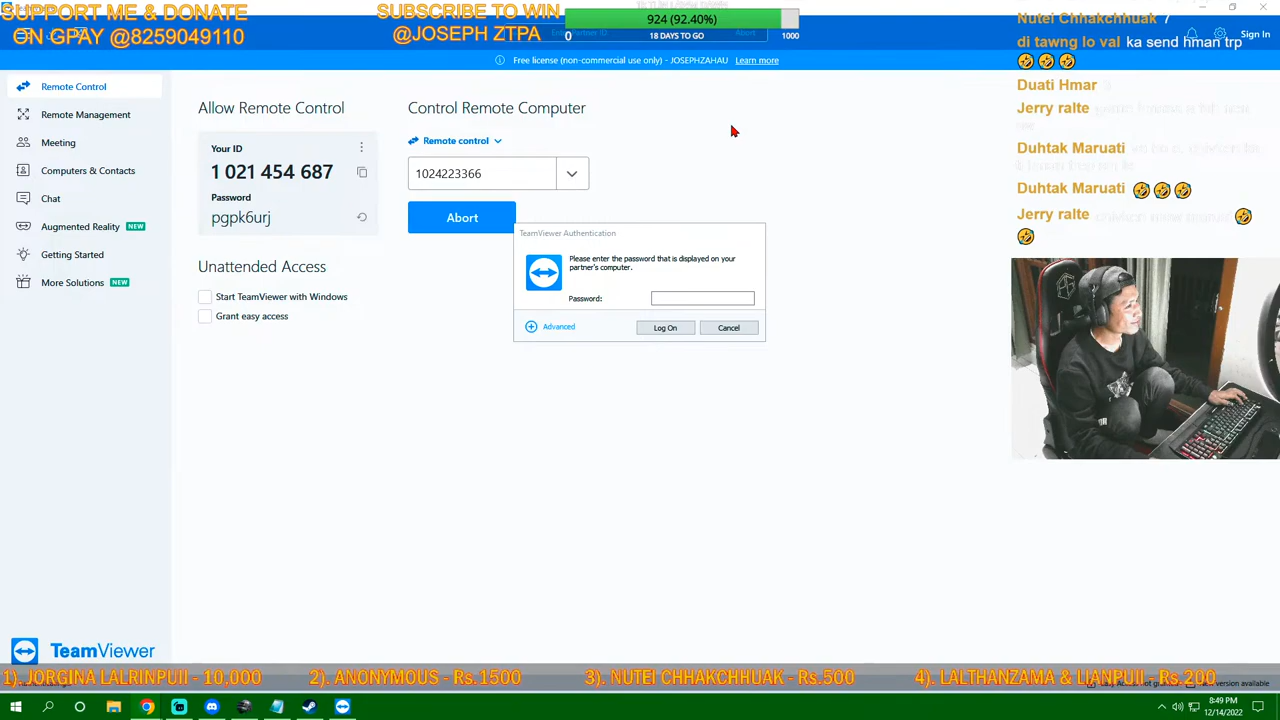 SUPPORT ME & DONATE
ON GPAY @8259049110
SUBSCRIBE TO WIN
@JOSEPH ZTPA
924 (92.40%)
0
18 DAYS TO GO
1000
Sign In
Free license (non-commercial use only) - JOSEPHZAHAU
Learn more
Nutei Chhakchhuak 7
di tawng lo val ka send hman trp
Duati Hmar
Jerry ralte
Duhtak Maruati
Duhtak Maruati
Jerry ralte
Remote Control
Remote Management
Meeting
Computers & Contacts
Chat
Augmented Reality NEW
Getting Started
More Solutions NEW
Allow Remote Control
Your ID
1 021 454 687
Password
pgpk6urj
Unattended Access
Start TeamViewer with Windows
Grant easy access
Control Remote Computer
Remote control
1024223366
Abort
TeamViewer Authentication
Please enter the password that is displayed on your
partner's computer.
Password:
Advanced
Log On
Cancel
TeamViewer
1). JORGINA LALRINPUII - 10,000
2). ANONYMOUS - Rs.1500
3). NUTEI CHHAKCHHUAK - Rs.500
4). LALTHANZAMA & LIANPUII - Rs.200
8:49 PM
12/14/2022